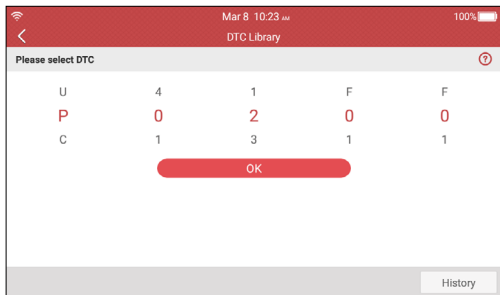 Mar 8 10:23 AM
100%
DTC Library
Please select DTC
?
U 4 1 F F
P 0 2 0 0
C 1 3 1 1
OK
History